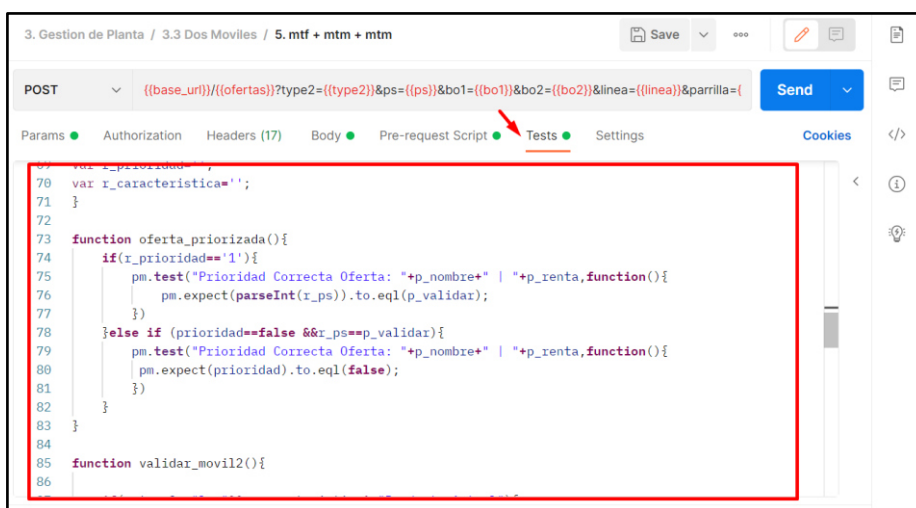 3. Gestion de Planta / 3.3 Dos Moviles / 5. mtf + mtm + mtm
Save
POST
{{base_url}}/{{ofertas}}?type2={{type2}}&ps={{ps}}&bo1={{bo1}}&bo2={{bo2}}&linea={{linea}}&parrilla={
Send
Params Authorization Headers (17) Body Pre-request Script Tests Settings Cookies
70 var r_caracteristica='';
71 }
72
73 function oferta_priorizada(){
74 if(r_prioridad=='1'){
75 pm.test("Prioridad Correcta Oferta: "+p_nombre+" | "+p_renta,function(){
76 pm.expect(parseInt(r_ps)).to.eql(p_validar);
77 })
78 }else if (prioridad==false &&r_ps==p_validar){
79 pm.test("Prioridad Correcta Oferta: "+p_nombre+" | "+p_renta,function(){
80 pm.expect(prioridad).to.eql(false);
81 })
82 }
83 }
84
85 function validar_movil2(){
86